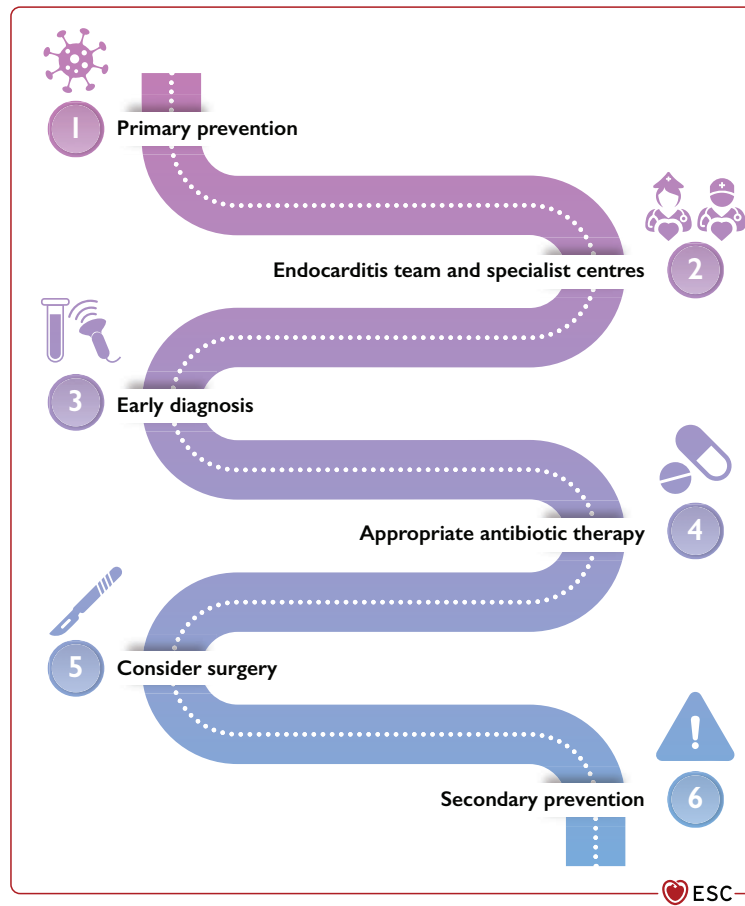 1 Primary prevention
Endocarditis team and specialist centres 2
3 Early diagnosis
Appropriate antibiotic therapy 4
5 Consider surgery
!
Secondary prevention 6
ESC